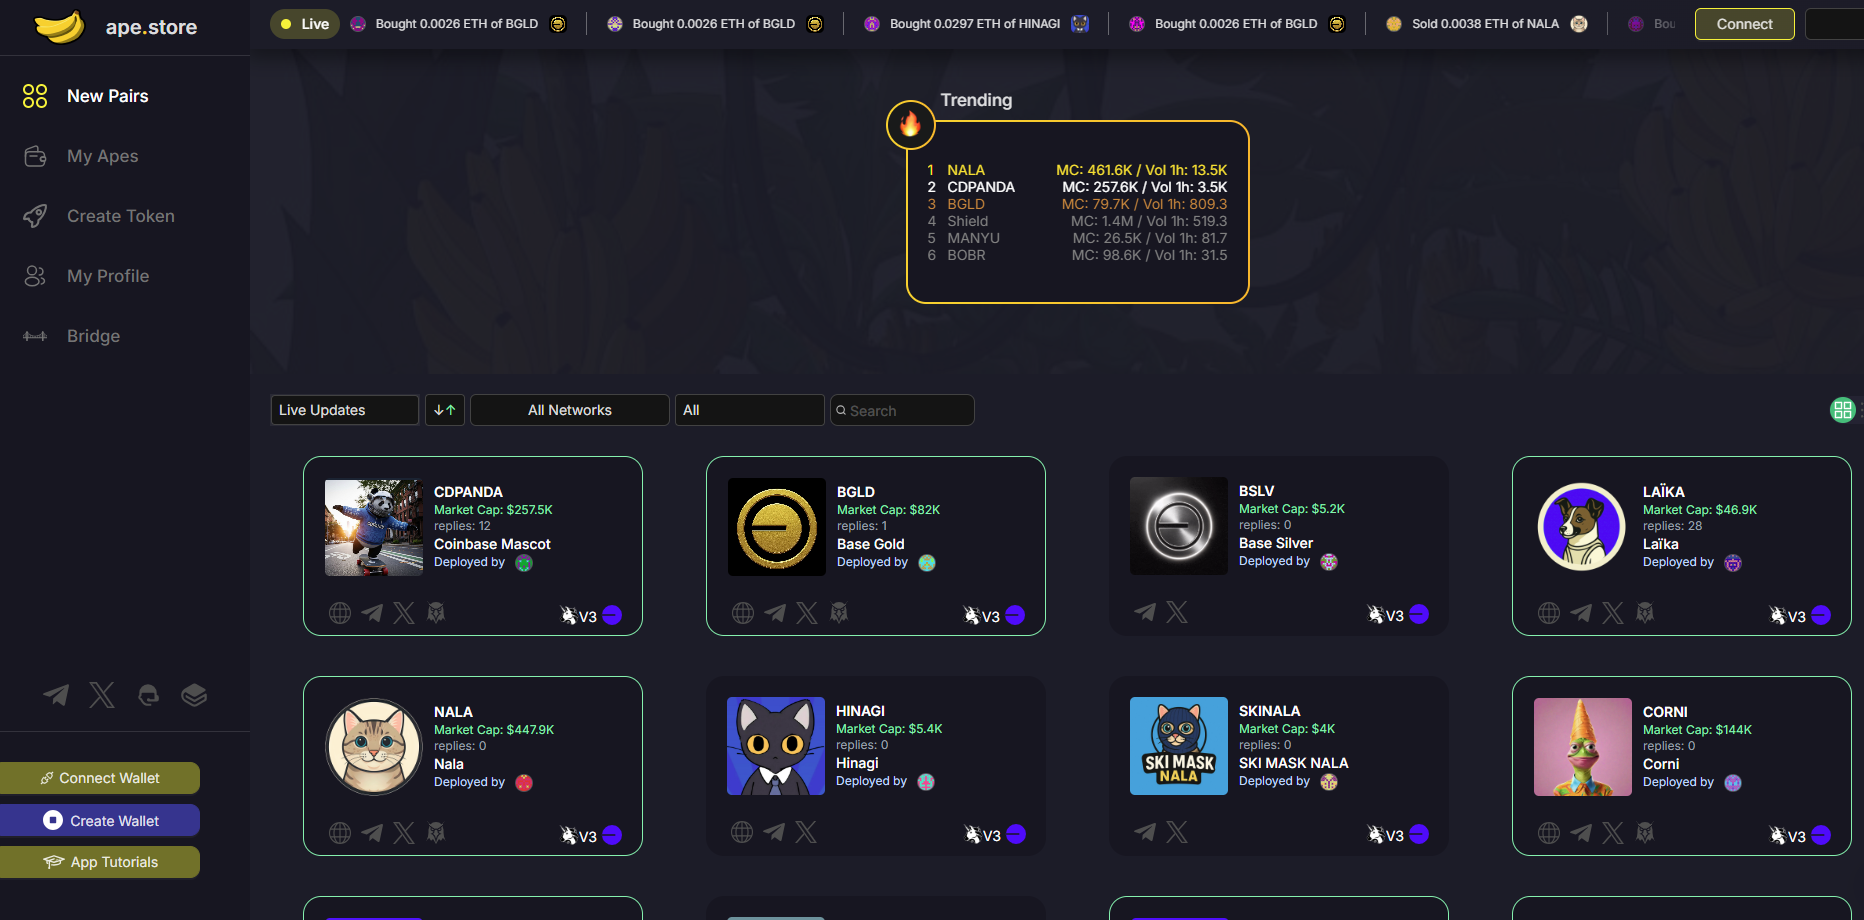 ape.store
Live
Bought 0.0026 ETH of BGLD
Bought 0.0026 ETH of BGLD
Bought 0.0297 ETH of HINAGI
Bought 0.0026 ETH of BGLD
Sold 0.0038 ETH of NALA
Bou
Connect
New Pairs
My Apes
Create Token
My Profile
Bridge
Connect Wallet
Create Wallet
App Tutorials
Trending
1 NALA MC: 461.6K / Vol 1h: 13.5K
2 CDPANDA MC: 257.6K / Vol 1h: 3.5K
3 BGLD MC: 79.7K / Vol 1h: 809.3
4 Shield MC: 1.4M / Vol 1h: 519.3
5 MANYU MC: 26.5K / Vol 1h: 81.7
6 BOBR MC: 98.6K / Vol 1h: 31.5
Live Updates
All Networks
All
Search
CDPANDA
Market Cap: $257.5K
replies: 12
Coinbase Mascot
Deployed by
V3
BGLD
Market Cap: $82K
replies: 1
Base Gold
Deployed by
V3
BSLV
Market Cap: $5.2K
replies: 0
Base Silver
Deployed by
V3
LAÏKA
Market Cap: $46.9K
replies: 28
Laïka
Deployed by
V3
NALA
Market Cap: $447.9K
replies: 0
Nala
Deployed by
V3
HINAGI
Market Cap: $5.4K
replies: 0
Hinagi
Deployed by
V3
SKI MASK
NALA
SKINALA
Market Cap: $4K
replies: 0
SKI MASK NALA
Deployed by
V3
CORNI
Market Cap: $144K
replies: 0
Corni
Deployed by
V3